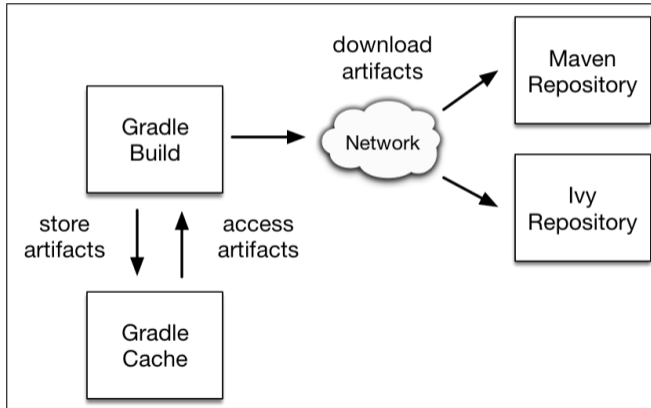 download
artifacts
Maven
Repository
Gradle
Build
Network
Ivy
Repository
store
artifacts
access
artifacts
Gradle
Cache